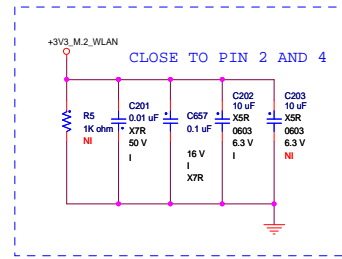 +3V3_M.2_WLAN
CLOSE TO PIN 2 AND 4
R5
1K ohm
NI
C201
0.01 uF
X7R
50 V
I
C657
0.1 uF
16 V
I
X7R
C202
10 uF
X5R
0603
6.3 V
I
C203
10 uF
X5R
0603
6.3 V
NI